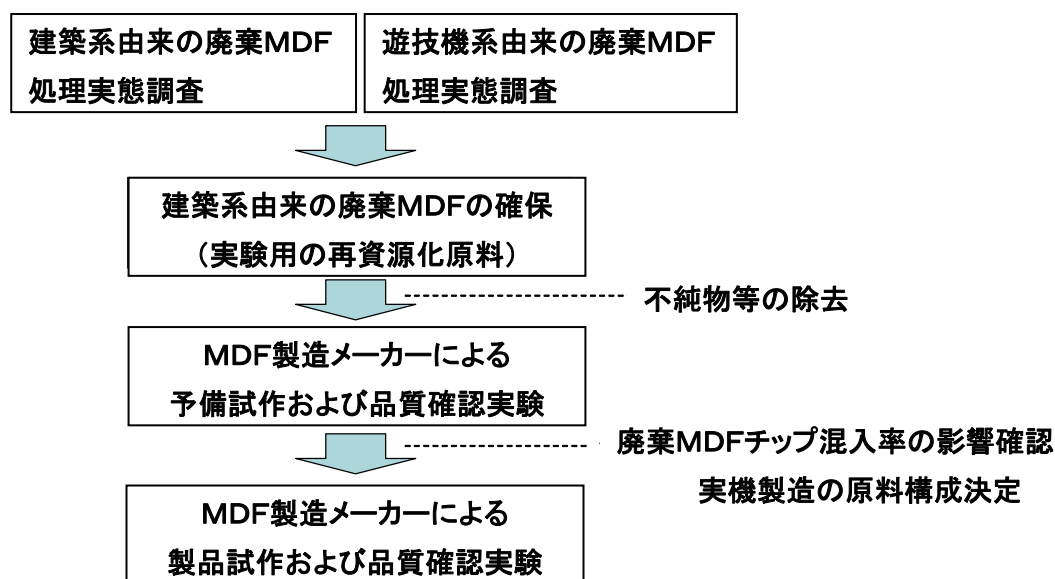 建築系由来の廃棄MDF
処理実態調査
遊技機系由来の廃棄MDF
処理実態調査
建築系由来の廃棄MDFの確保
（実験用の再資源化原料）
不純物等の除去
MDF製造メーカーによる
予備試作および品質確認実験
廃棄MDFチップ混入率の影響確認
実機製造の原料構成決定
MDF製造メーカーによる
製品試作および品質確認実験